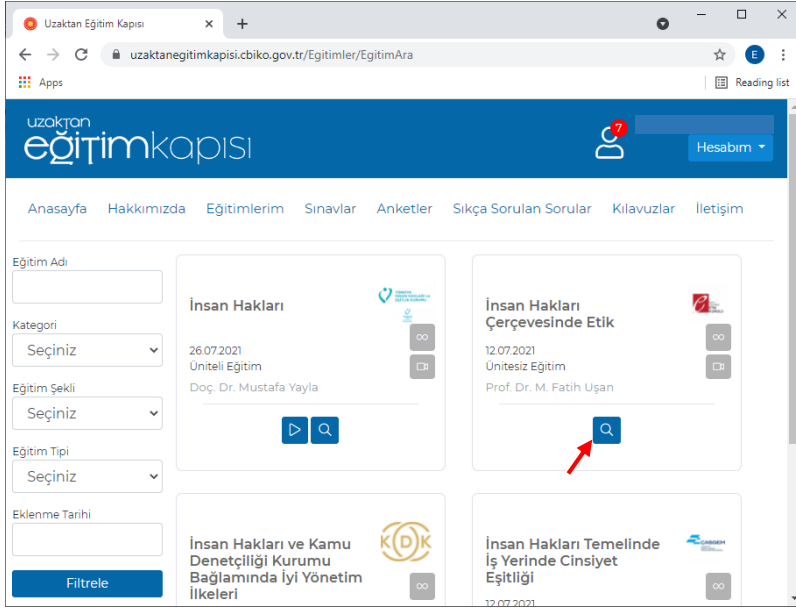 Uzaktan Eğitim Kapısı
uzaktanegitimkapisi.cbiko.gov.tr/Egitimler/EgitimAra
E
Apps
Reading list
uzaktan
eğitimkapısı
7
Hesabım
Anasayfa Hakkımızda Eğitimlerim Sınavlar Anketler Sıkça Sorulan Sorular Kılavuzlar İletişim
Eğitim Adı
Kategori
Seçiniz
Eğitim Şekli
Seçiniz
Eğitim Tipi
Seçiniz
Eklenme Tarihi
Filtrele
İnsan Hakları
26.07.2021
Üniteli Eğitim
Doç. Dr. Mustafa Yayla
İnsan Hakları
Çerçevesinde Etik
12.07.2021
Ünitesiz Eğitim
Prof. Dr. M. Fatih Uşan
İnsan Hakları ve Kamu
Denetçiliği Kurumu
Bağlamında İyi Yönetim
İlkeleri
KDK
İnsan Hakları Temelinde
İş Yerinde Cinsiyet
Eşitliği
12.07.2021
ÇASGEM